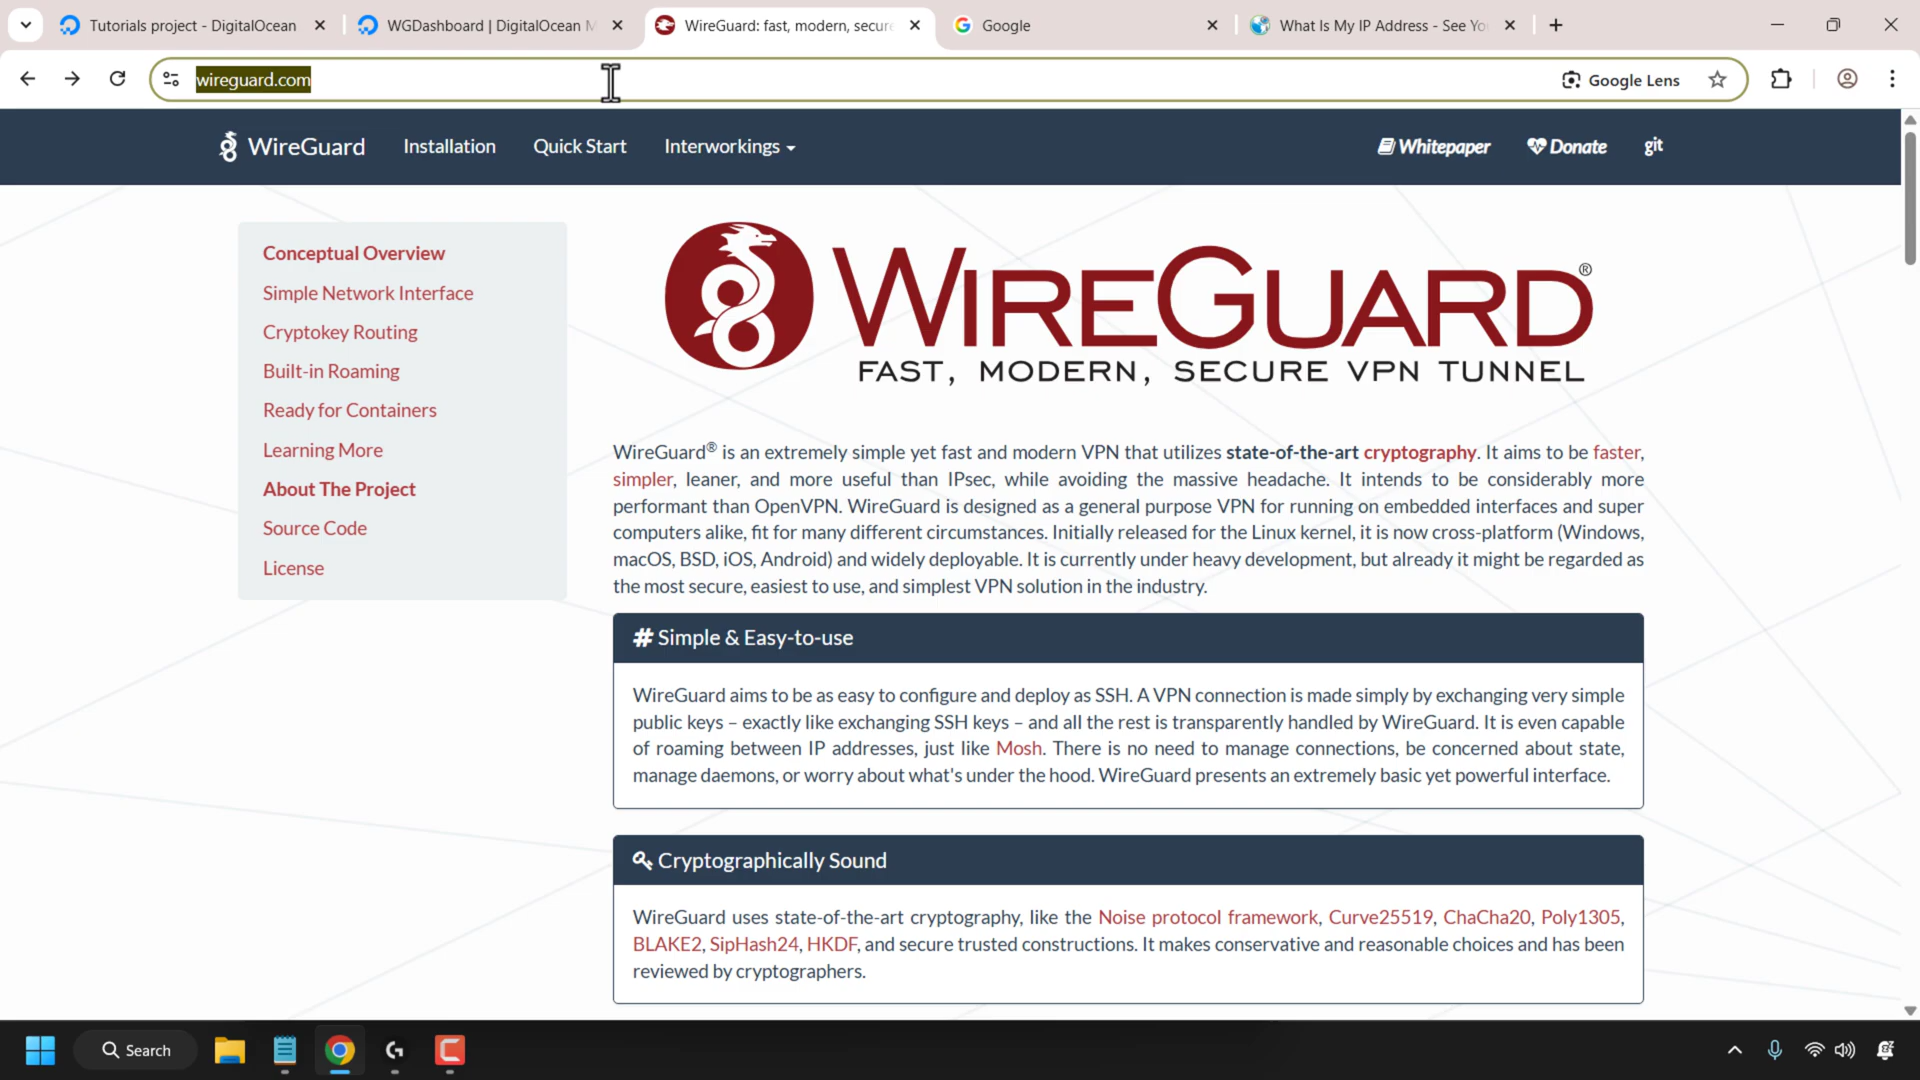 Tutorials project - DigitalOcean
WGDashboard | DigitalOcean M
WireGuard: fast, modern, secure
Google
What Is My IP Address - See Yo
wireguard.com
Google Lens
WireGuard
Installation
Quick Start
Interworkings
Whitepaper
Donate
git
Conceptual Overview
Simple Network Interface
Cryptokey Routing
Built-in Roaming
Ready for Containers
Learning More
About The Project
Source Code
License
WIREGUARD®
FAST, MODERN, SECURE VPN TUNNEL
WireGuard® is an extremely simple yet fast and modern VPN that utilizes state-of-the-art cryptography. It aims to be faster,
simpler, leaner, and more useful than IPsec, while avoiding the massive headache. It intends to be considerably more
performant than OpenVPN. WireGuard is designed as a general purpose VPN for running on embedded interfaces and super
computers alike, fit for many different circumstances. Initially released for the Linux kernel, it is now cross-platform (Windows,
macOS, BSD, iOS, Android) and widely deployable. It is currently under heavy development, but already it might be regarded as
the most secure, easiest to use, and simplest VPN solution in the industry.
# Simple & Easy-to-use
WireGuard aims to be as easy to configure and deploy as SSH. A VPN connection is made simply by exchanging very simple
public keys – exactly like exchanging SSH keys – and all the rest is transparently handled by WireGuard. It is even capable
of roaming between IP addresses, just like Mosh. There is no need to manage connections, be concerned about state,
manage daemons, or worry about what's under the hood. WireGuard presents an extremely basic yet powerful interface.
Cryptographically Sound
WireGuard uses state-of-the-art cryptography, like the Noise protocol framework, Curve25519, ChaCha20, Poly1305,
BLAKE2, SipHash24, HKDF, and secure trusted constructions. It makes conservative and reasonable choices and has been
reviewed by cryptographers.
Search